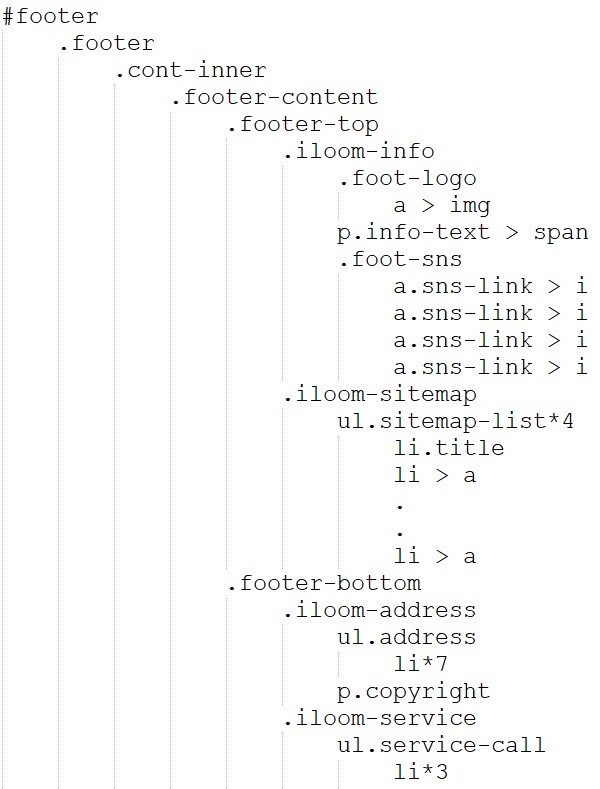 #footer
.footer
.cont-inner
.footer-content
.footer-top
.iloom-info
.foot-logo
a > img
p.info-text > span
.foot-sns
a.sns-link > i
a.sns-link > i
a.sns-link > i
a.sns-link > i
.iloom-sitemap
ul.sitemap-list*4
li.title
li > a
.
.
li > a
.footer-bottom
.iloom-address
ul.address
li*7
p.copyright
.iloom-service
ul.service-call
li*3